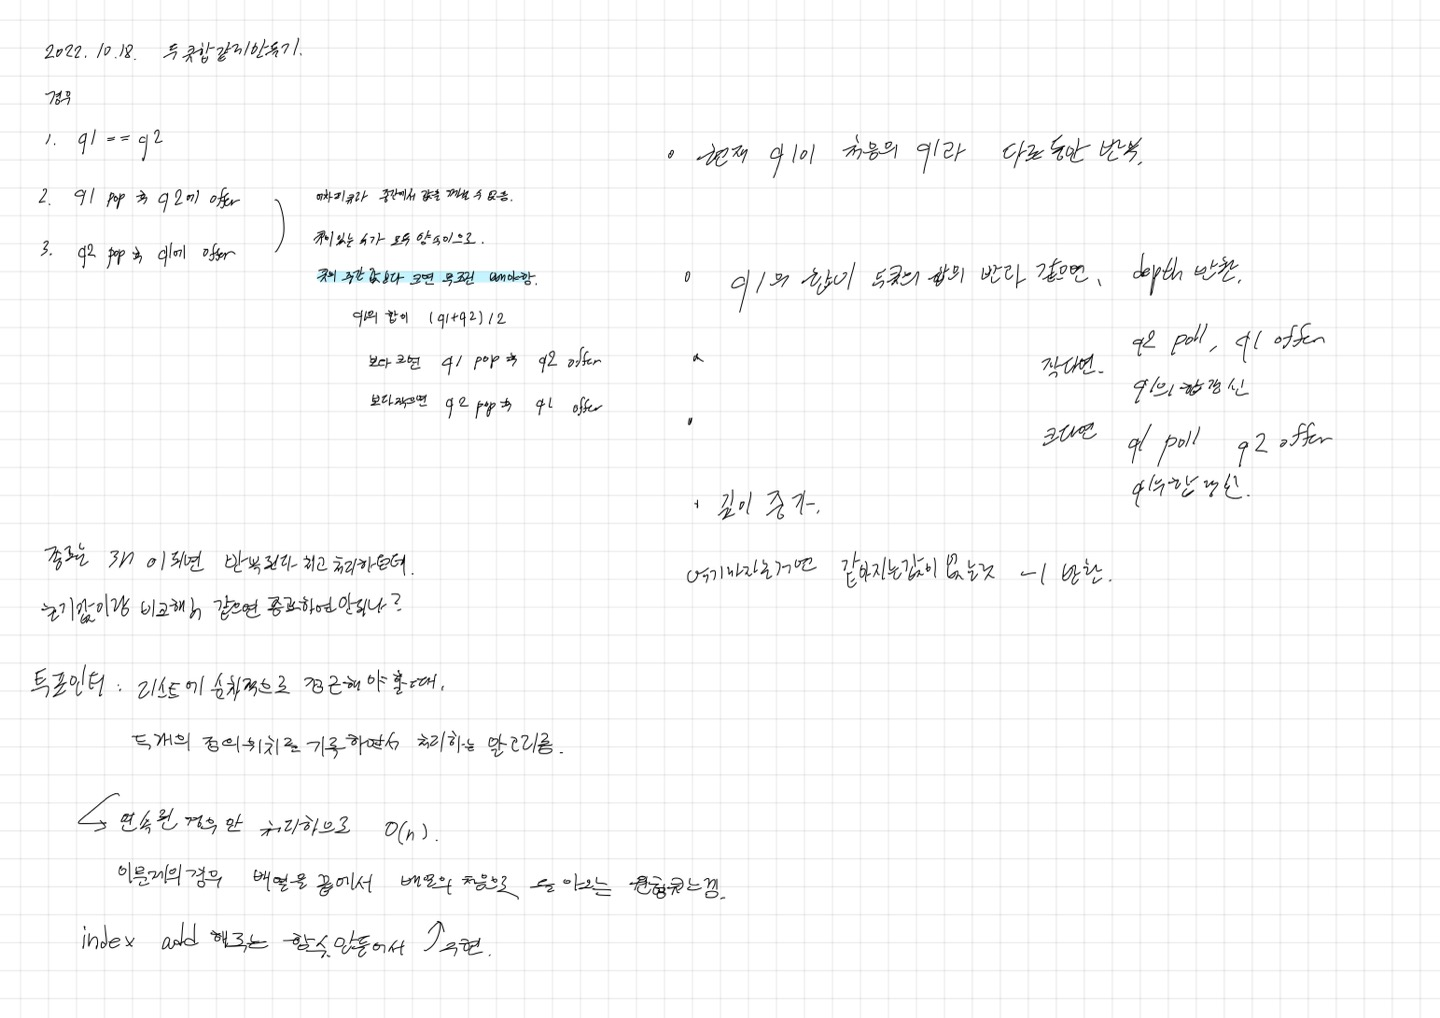 2022.10.18. 두 큐 합 같게 만들기.
경우
1. q1 == q2
2. q1 pop 후 q2에 offer
3. q2 pop 후 q1에 offer
어차피 큐라 중간에서 값을 꺼낼 수 없음.
큐에 있는 수가 모두 양수이므로.
큐의 중간 값보다 크면 무조건 빼야함.
q1의 합이 (q1+q2)/2
보다 크면 q1 pop 후 q2 offer
보다 작으면 q2 pop 후 q1 offer
종료는 3n 이 되면 반복된다 치고 처리하던데.
초기값이랑 비교해서 같으면 종료하면 안되나?
투포인터 : 리스트에 순차적으로 접근해야 할 때,
두개의 점의 위치를 기록하면서 처리하는 알고리즘.
연속된 경우만 처리하므로 O(n).
이문제의 경우 배열을 끝에서 배열의 처음으로 돌아오는 원형큐 느낌.
index add 해주는 함수 만들어서 구현.
현재 q1이 처음의 q1과 다른 동안 반복.
q1의 합이 두큐의 합의 반과 같으면, depth 반환.
작다면. q2 poll, q1 offer
q1의 합 갱신
크다면 q1 poll q2 offer
q1의 합 갱신.
깊이 증가.
여기까지 온거면 같아지는 값이 없는것 -1 반환.